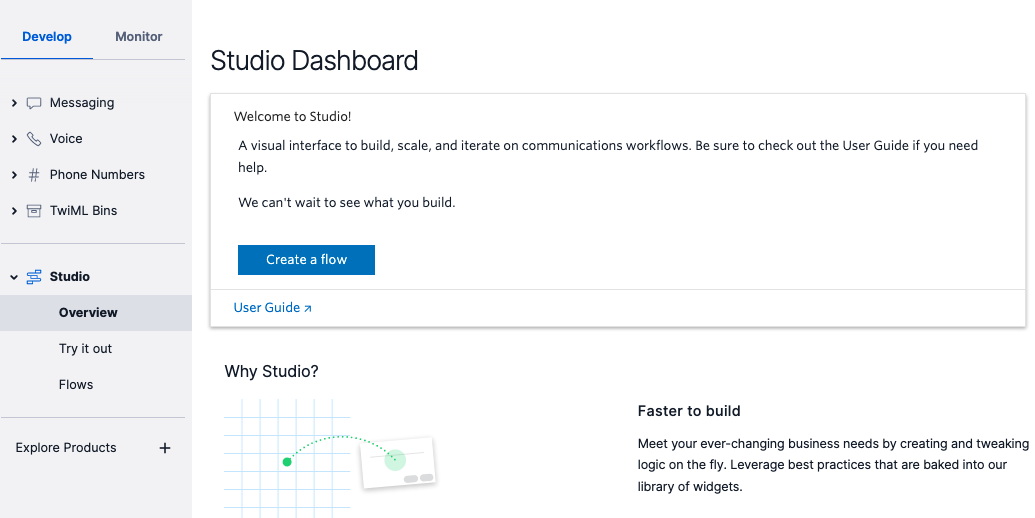 Develop
Monitor
Messaging
Voice
Phone Numbers
TwiML Bins
Studio
Overview
Try it out
Flows
Explore Products +
Studio Dashboard
Welcome to Studio!
A visual interface to build, scale, and iterate on communications workflows. Be sure to check out the User Guide if you need
help.
We can't wait to see what you build.
Create a flow
User Guide ↗
Why Studio?
Faster to build
Meet your ever-changing business needs by creating and tweaking
logic on the fly. Leverage best practices that are baked into our
library of widgets.